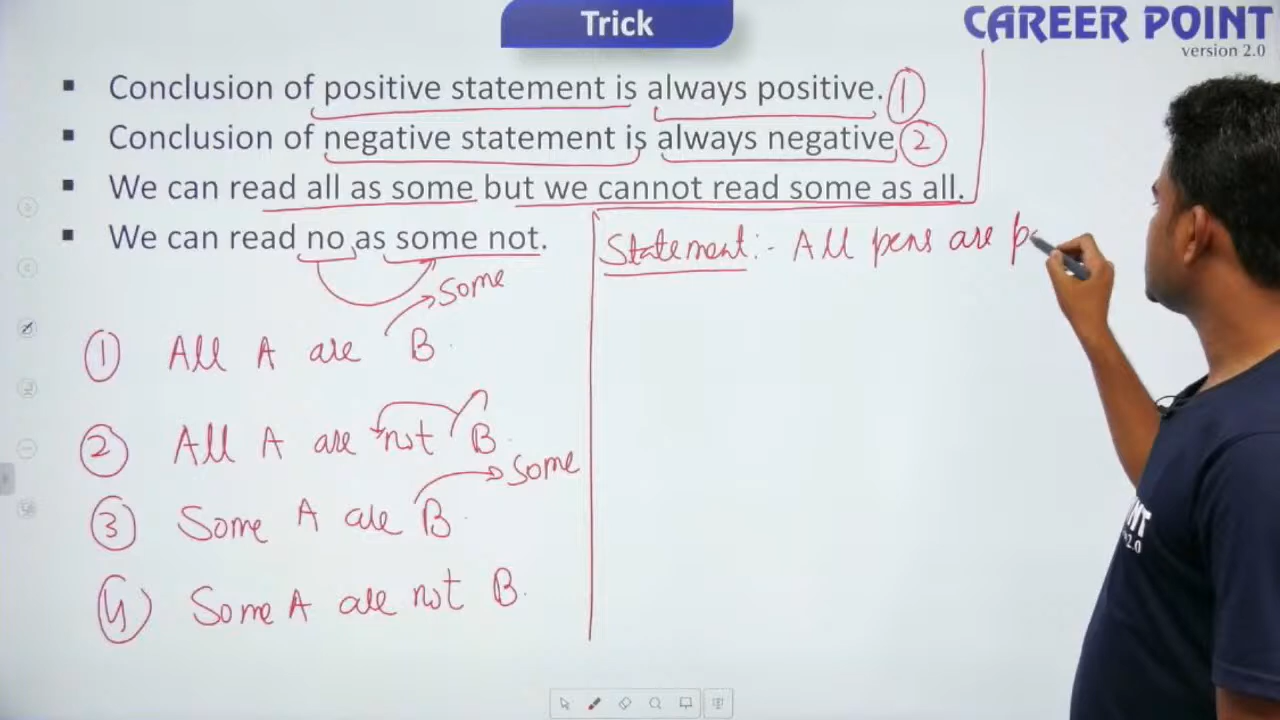 Trick
CAREER POINT
version 2.0
▪ Conclusion of positive statement is always positive. 1
▪ Conclusion of negative statement is always negative 2
▪ We can read all as some but we cannot read some as all.
▪ We can read no as some not.
Statement:- All pens are p
Some
1 All A are B.
2 All A are not B.
Some
3 Some A are B.
4 Some A are not B.
NT
2.0